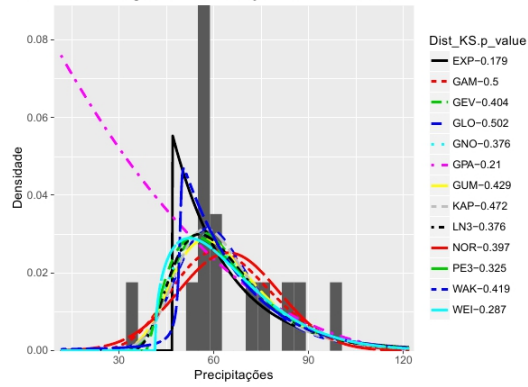 Dist_KS.p_value
EXP−0.179
GAM−0.5
GEV−0.404
GLO−0.502
GNO−0.376
GPA−0.21
GUM−0.429
KAP−0.472
LN3−0.376
NOR−0.397
PE3−0.325
WAK−0.419
WEI−0.287
Densidade
0.08
0.06
0.04
0.02
0.00
30 60 90 120
Precipitações